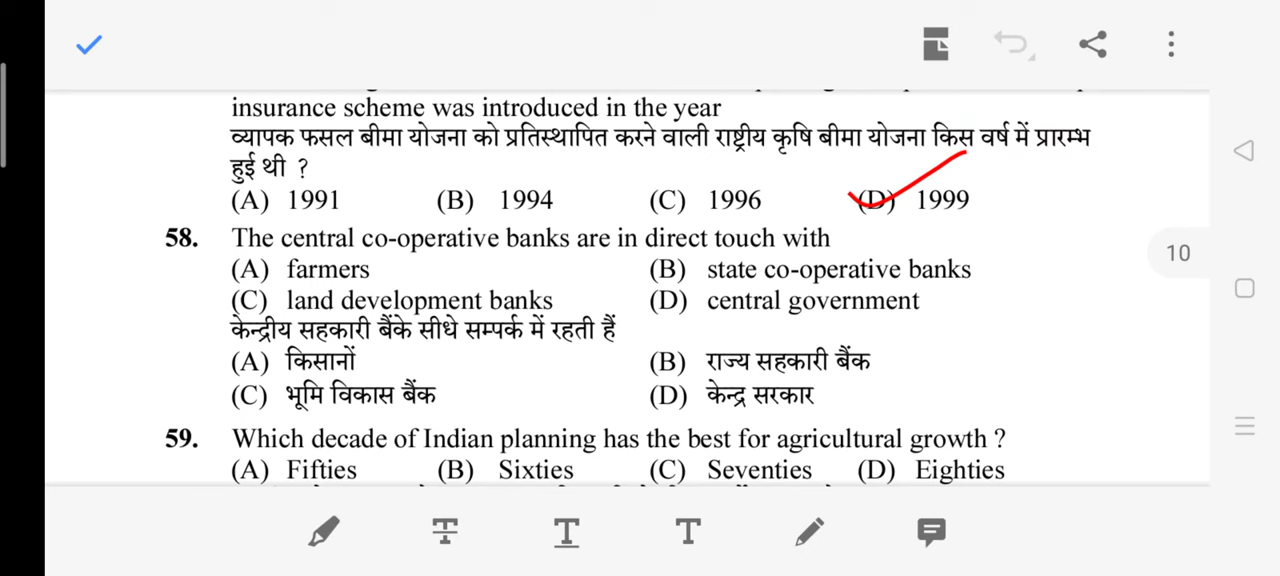 insurance scheme was introduced in the year
व्यापक फसल बीमा योजना को प्रतिस्थापित करने वाली राष्ट्रीय कृषि बीमा योजना किस वर्ष में प्रारम्भ
हुई थी ?
(A) 1991 (B) 1994 (C) 1996 (D) 1999
58. The central co-operative banks are in direct touch with
(A) farmers (B) state co-operative banks
10
(C) land development banks (D) central government
केन्द्रीय सहकारी बैंके सीधे सम्पर्क में रहती हैं
(A) किसानों (B) राज्य सहकारी बैंक
(C) भूमि विकास बैंक (D) केन्द्र सरकार
59. Which decade of Indian planning has the best for agricultural growth ?
(A) Fifties (B) Sixties (C) Seventies (D) Eighties